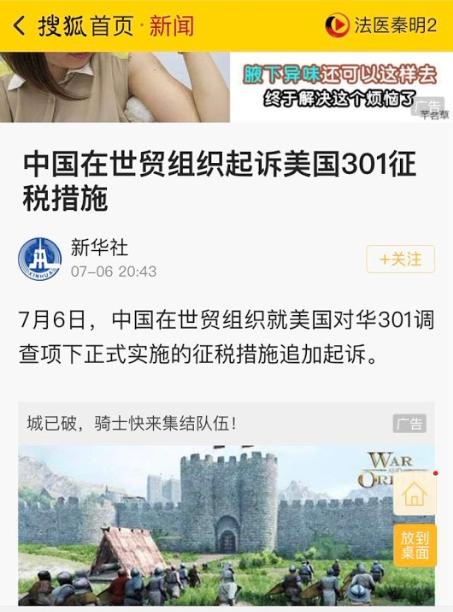 搜狐首页·新闻
法医秦明2
腋下异味还可以这样去
终于解决这个烦恼了
广告
芊茗草
中国在世贸组织起诉美国301征
税措施
新华社
07-06 20:43
+关注
7月6日，中国在世贸组织就美国对华301调
查项下正式实施的征税措施追加起诉。
城已破，骑士快来集结队伍！
广告
WAR
AND
放到
桌面